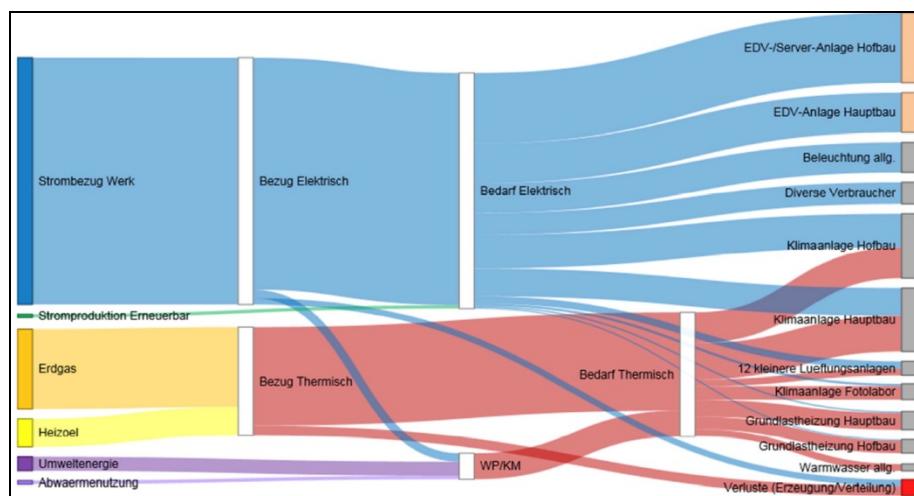 EDV-/Server-Anlage Hofbau
EDV-Anlage Hauptbau
Beleuchtung allg.
Strombezug Werk
Bezug Elektrisch
Bedarf Elektrisch
Diverse Verbraucher
Klimaanlage Hofbau
Stromproduktion Erneuerbar
Klimaanlage Hauptbau
Erdgas
Bezug Thermisch
Bedarf Thermisch
12 kleinere Lueftungsanlagen
Klimaanlage Fotolabor
Grundlastheizung Hauptbau
Heizoel
Grundlastheizung Hofbau
Umweltenergie
WP/KM
Warmwasser allg.
Abwaermenutzung
Verluste (Erzeugung/Verteilung)